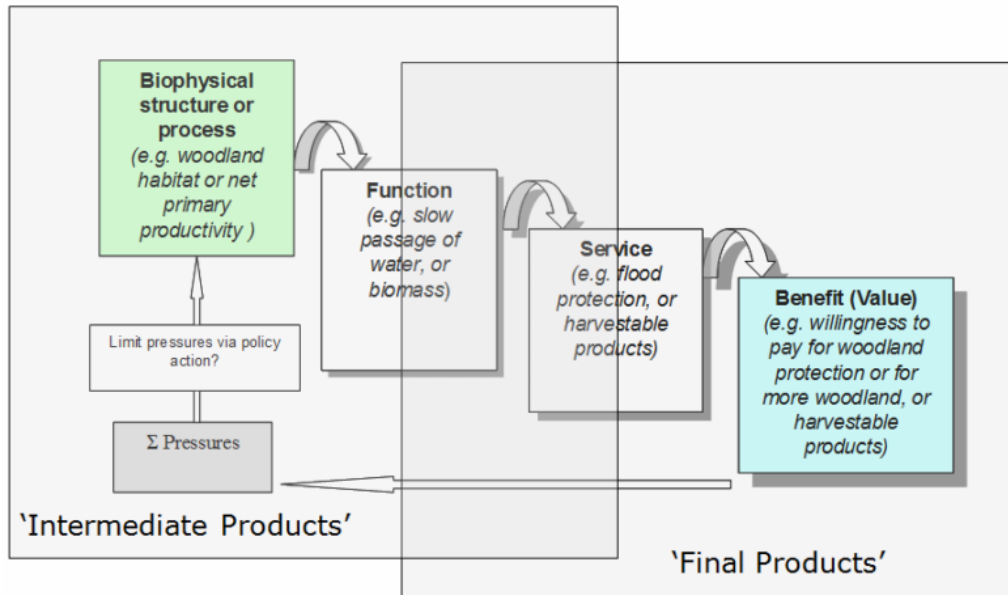 Biophysical
structure or
process
(e.g. woodland
habitat or net
primary
productivity )
Function
(e.g. slow
passage of
water, or
biomass)
Service
(e.g. flood
protection, or
harvestable
products)
Benefit (Value)
(e.g. willingness to
pay for woodland
protection or for
more woodland, or
harvestable
products)
Limit pressures via policy
action?
Σ Pressures
‘Intermediate Products’
‘Final Products’